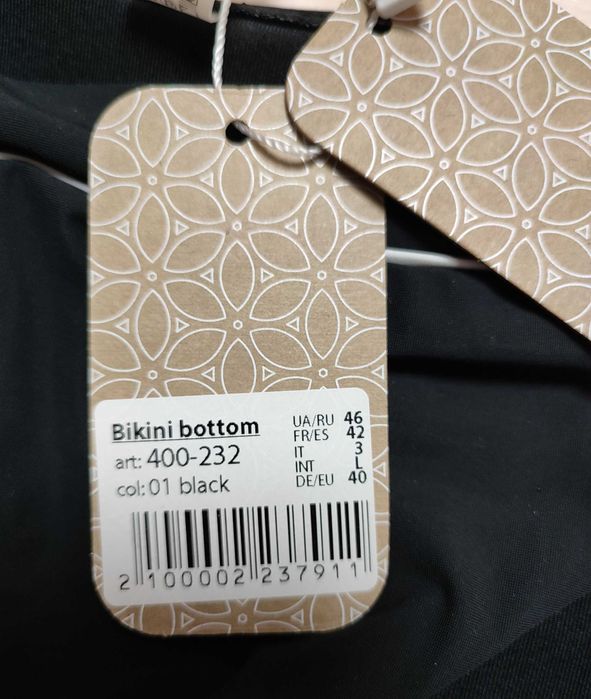 Bikini bottom
art: 400-232
col: 01 black
UA/RU 46
FR/ES 42
IT 3
INT L
DE/EU 40
2 100002 237911